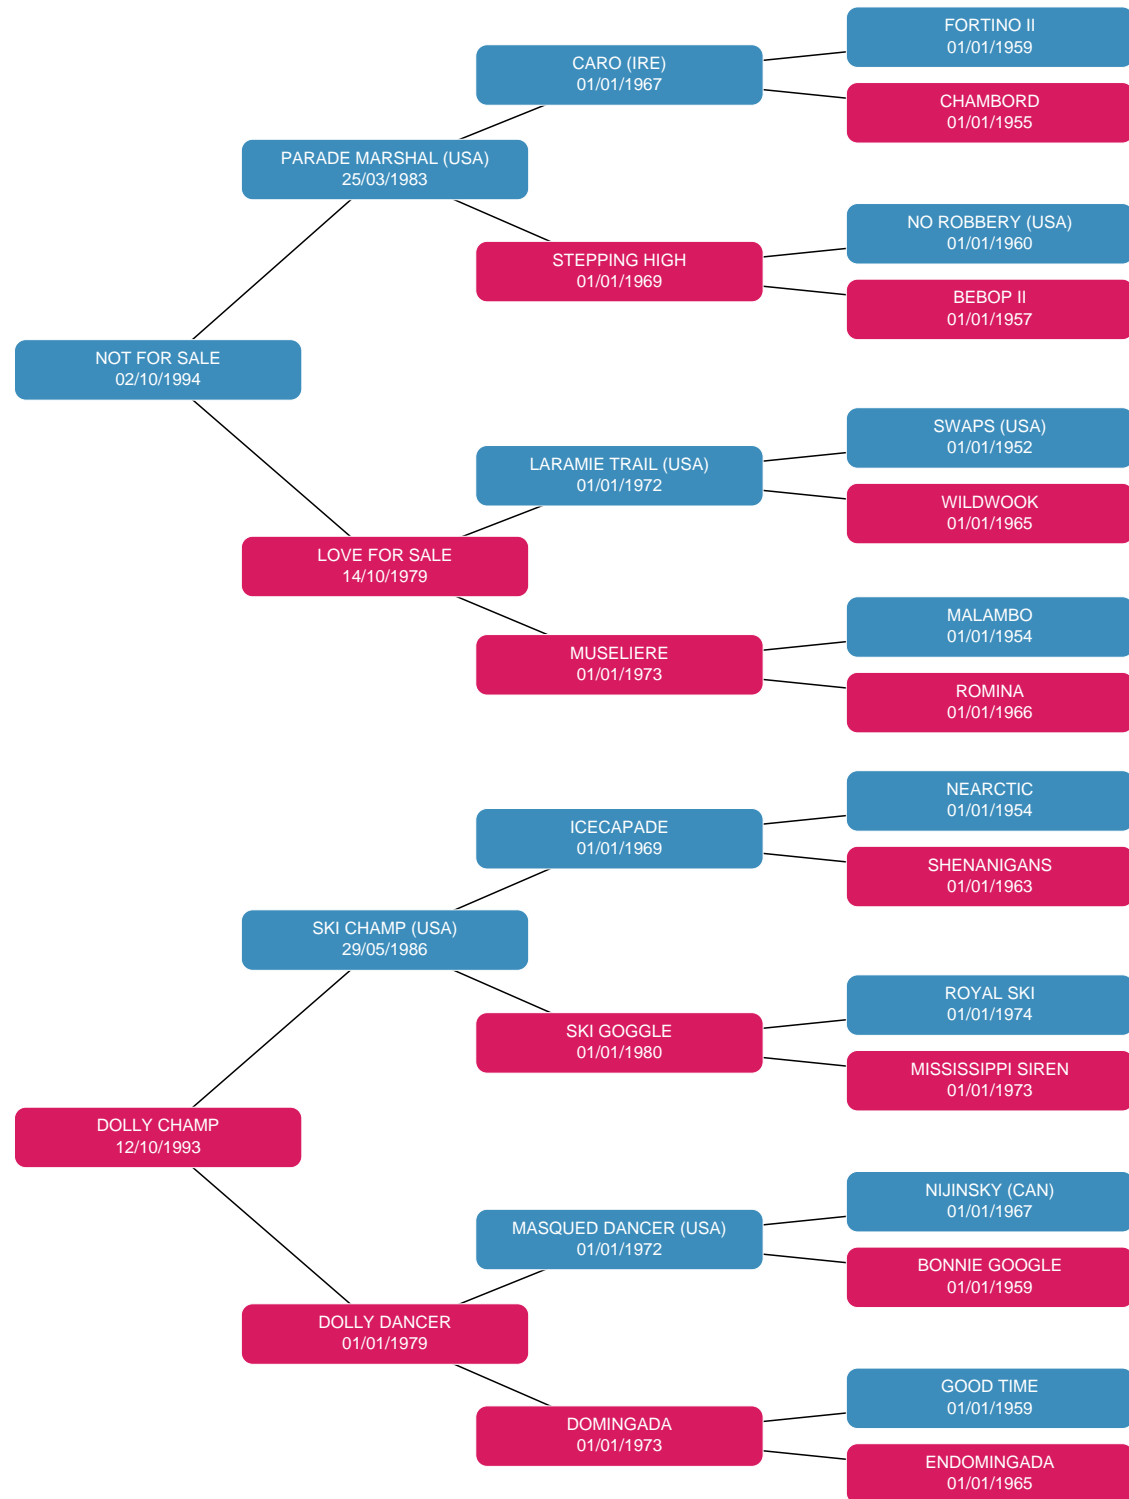 FORTINO II
01/01/1959
CARO (IRE)
01/01/1967
CHAMBORD
01/01/1955
PARADE MARSHAL (USA)
25/03/1983
NO ROBBERY (USA)
01/01/1960
STEPPING HIGH
01/01/1969
BEBOP II
01/01/1957
NOT FOR SALE
02/10/1994
SWAPS (USA)
01/01/1952
LARAMIE TRAIL (USA)
01/01/1972
WILDWOOK
01/01/1965
LOVE FOR SALE
14/10/1979
MALAMBO
01/01/1954
MUSELIERE
01/01/1973
ROMINA
01/01/1966
NEARCTIC
01/01/1954
ICECAPADE
01/01/1969
SHENANIGANS
01/01/1963
SKI CHAMP (USA)
29/05/1986
ROYAL SKI
01/01/1974
SKI GOGGLE
01/01/1980
MISSISSIPPI SIREN
01/01/1973
DOLLY CHAMP
12/10/1993
NIJINSKY (CAN)
01/01/1967
MASQUED DANCER (USA)
01/01/1972
BONNIE GOOGLE
01/01/1959
DOLLY DANCER
01/01/1979
GOOD TIME
01/01/1959
DOMINGADA
01/01/1973
ENDOMINGADA
01/01/1965